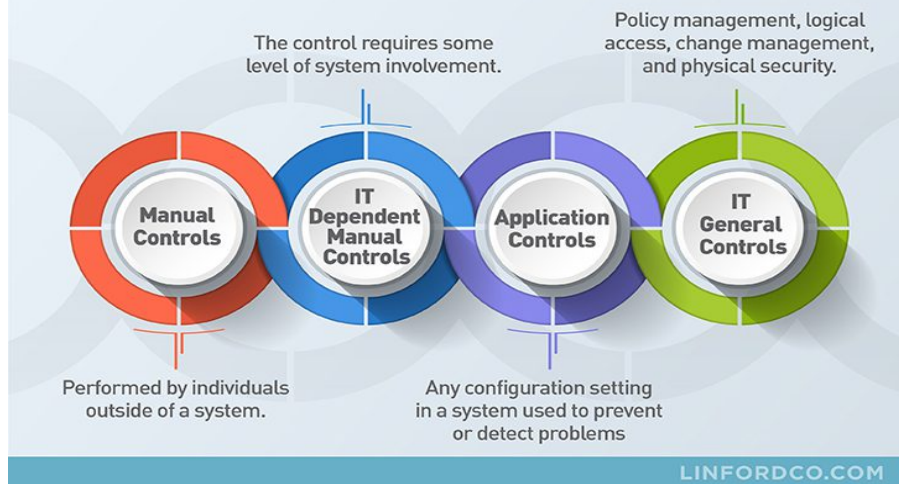 The control requires some
level of system involvement.
Policy management, logical
access, change management,
and physical security.
Manual
Controls
IT
Dependent
Manual
Controls
Application
Controls
IT
General
Controls
Performed by individuals
outside of a system.
Any configuration setting
in a system used to prevent
or detect problems
LINFORDCO.COM